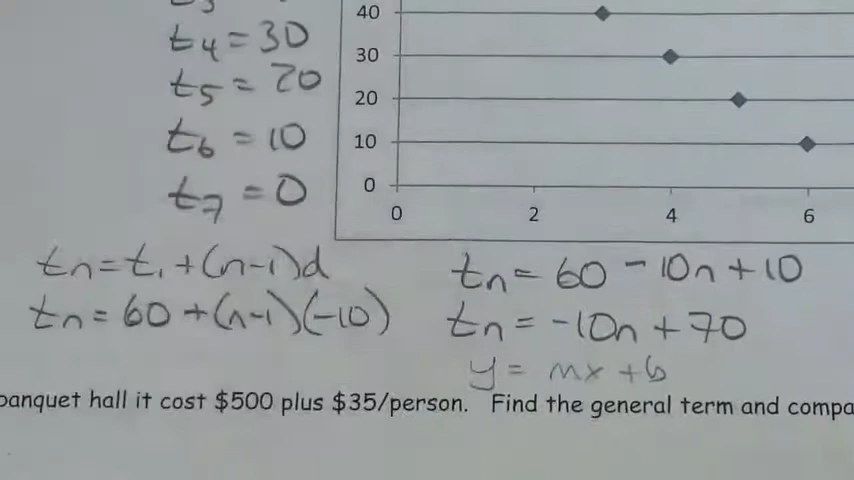 t₄ = 30
t₅ = 20
t₆ = 10
t₇ = 0
40
30
20
10
0
0 2 4 6
tn = t₁ + (n-1)d
tn = 60 + (n-1)(-10)
tn = 60 - 10n + 10
tn = -10n + 70
y = mx + b
banquet hall it cost $500 plus $35/person. Find the general term and compa